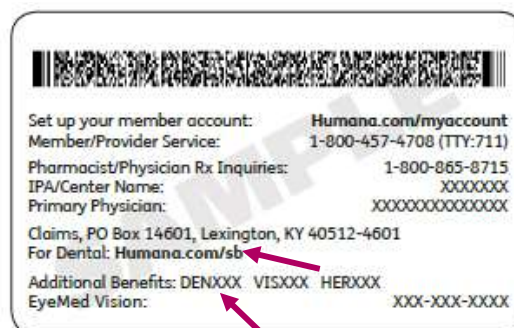 Set up your member account: Humana.com/myaccount
Member/Provider Service: 1-800-457-4708 (TTY:711)
Pharmacist/Physician Rx Inquiries: 1-800-865-8715
IPA/Center Name: XXXXXXX
Primary Physician: XXXXXXXXXXXXXX
Claims, PO Box 14601, Lexington, KY 40512-4601
For Dental: Humana.com/sb
Additional Benefits: DENXXX VISXXX HERXXX
EyeMed Vision: XXX-XXX-XXXX
SAMPLE